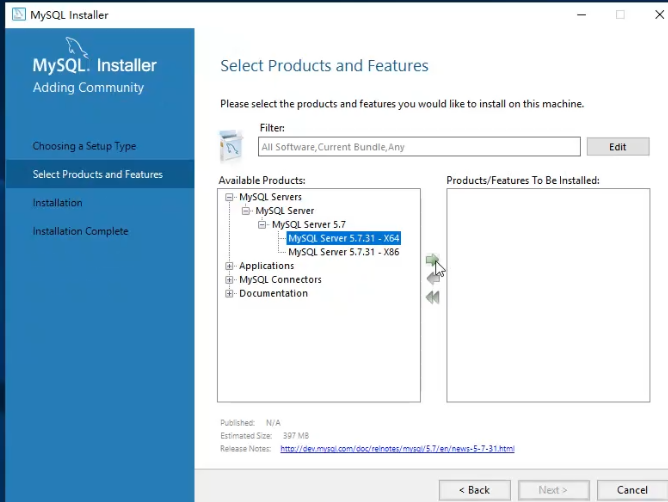 MySQL Installer
MySQL. Installer
Adding Community
Choosing a Setup Type
Select Products and Features
Installation
Installation Complete
Select Products and Features
Please select the products and features you would like to install on this machine.
Filter:
All Software,Current Bundle,Any
Edit
Available Products:
Products/Features To Be Installed:
MySQL Servers
MySQL Server
MySQL Server 5.7
MySQL Server 5.7.31 - X64
MySQL Server 5.7.31 - X86
Applications
MySQL Connectors
Documentation
Published: N/A
Estimated Size: 397 MB
Release Notes: http://dev.mysql.com/doc/relnotes/mysql/5.7/en/news-5-7-31.html
< Back
Next >
Cancel